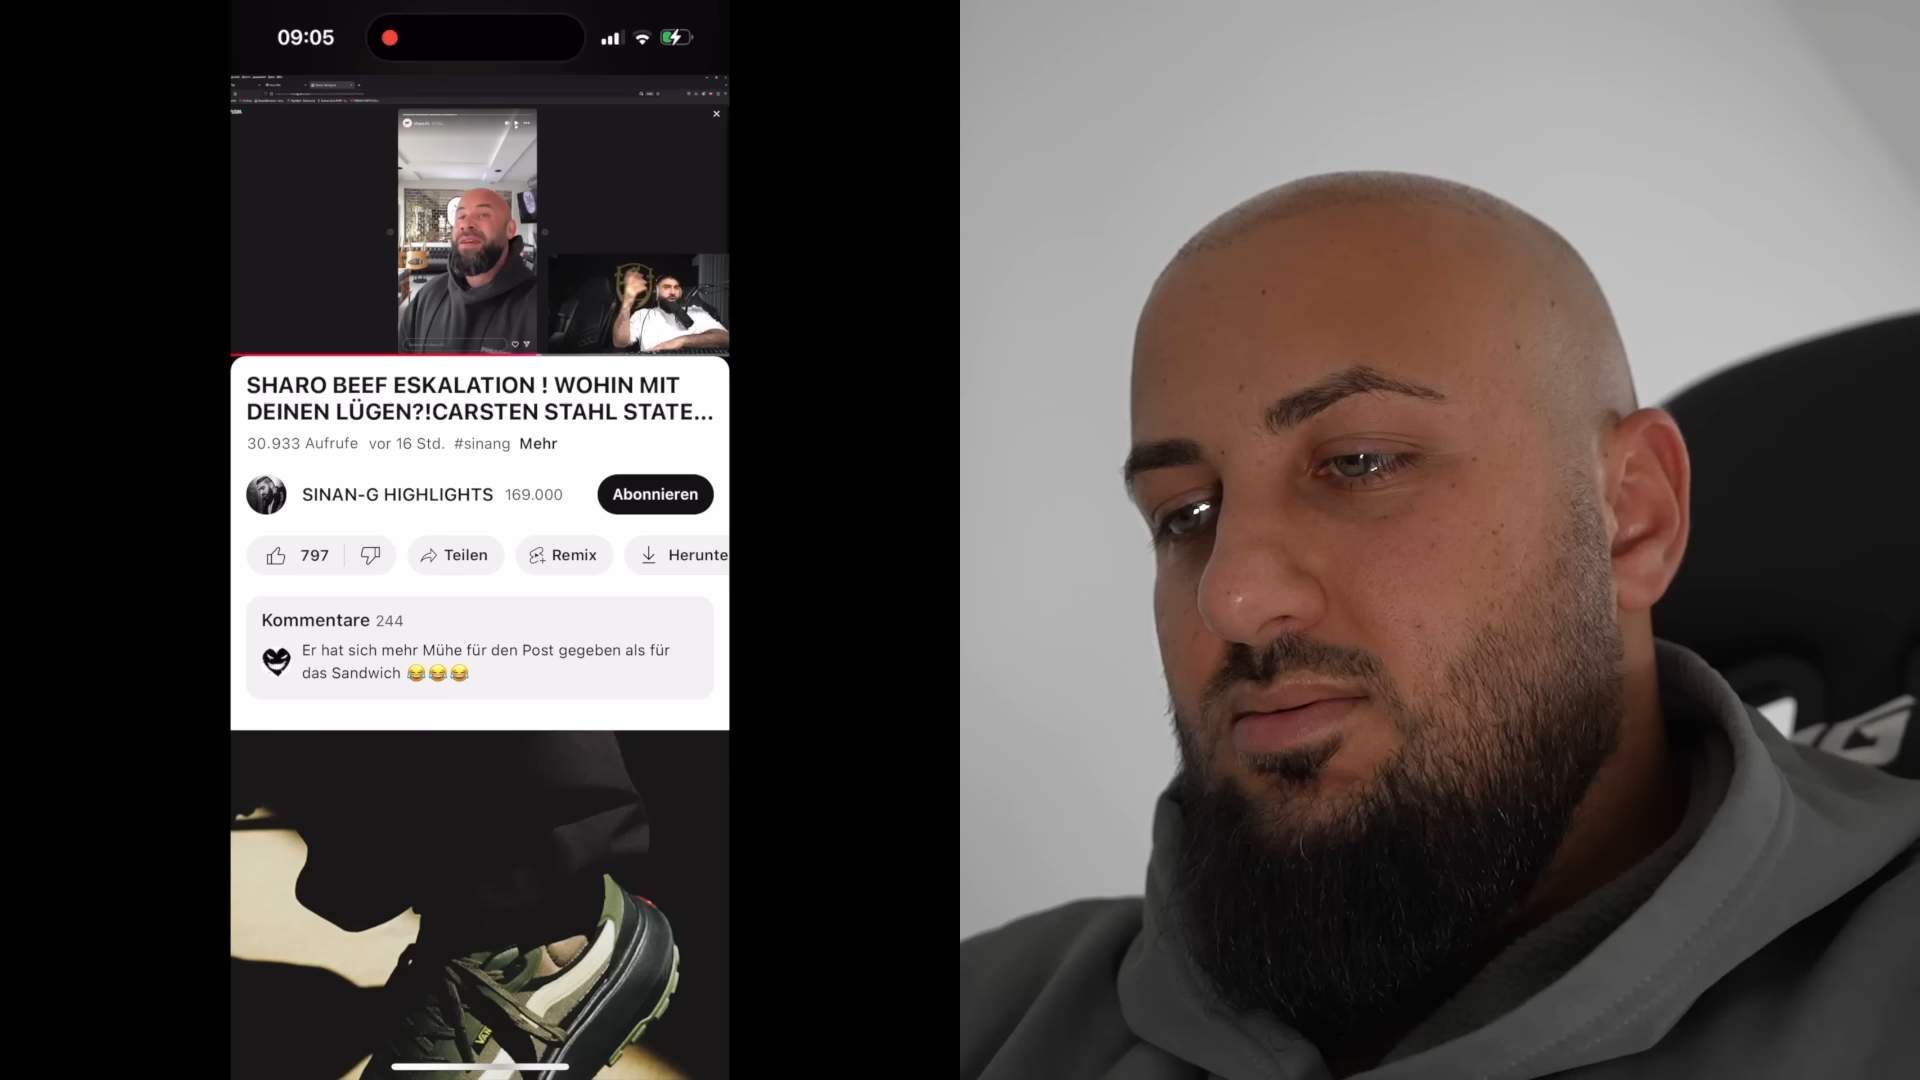 09:05
SHARO BEEF ESKALATION ! WOHIN MIT
DEINEN LÜGEN?!CARSTEN STAHL STATE...
30.933 Aufrufe vor 16 Std. #sinang Mehr
SINAN-G HIGHLIGHTS 169.000 Abonnieren
797 Teilen Remix Herunte
Kommentare 244
Er hat sich mehr Mühe für den Post gegeben als für
das Sandwich 😂😂😂
VAN